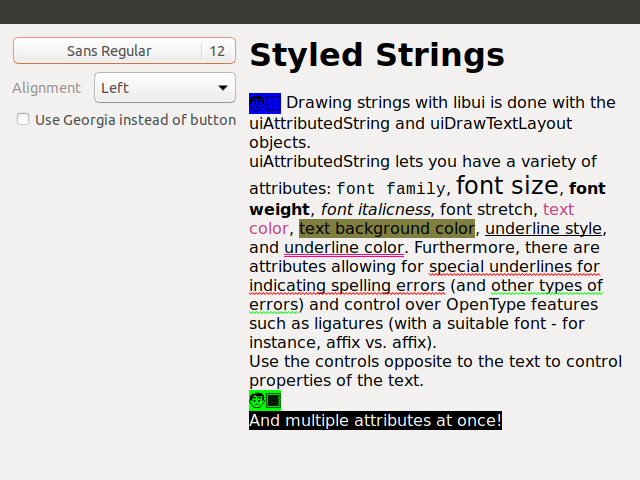 Sans Regular 12
Alignment Left
Use Georgia instead of button
Styled Strings
Drawing strings with libui is done with the
uiAttributedString and uiDrawTextLayout
objects.
uiAttributedString lets you have a variety of
attributes: font family, font size, font
weight, font italicness, font stretch, text
color, text background color, underline style,
and underline color. Furthermore, there are
attributes allowing for special underlines for
indicating spelling errors (and other types of
errors) and control over OpenType features
such as ligatures (with a suitable font - for
instance, affix vs. affix).
Use the controls opposite to the text to control
properties of the text.
And multiple attributes at once!